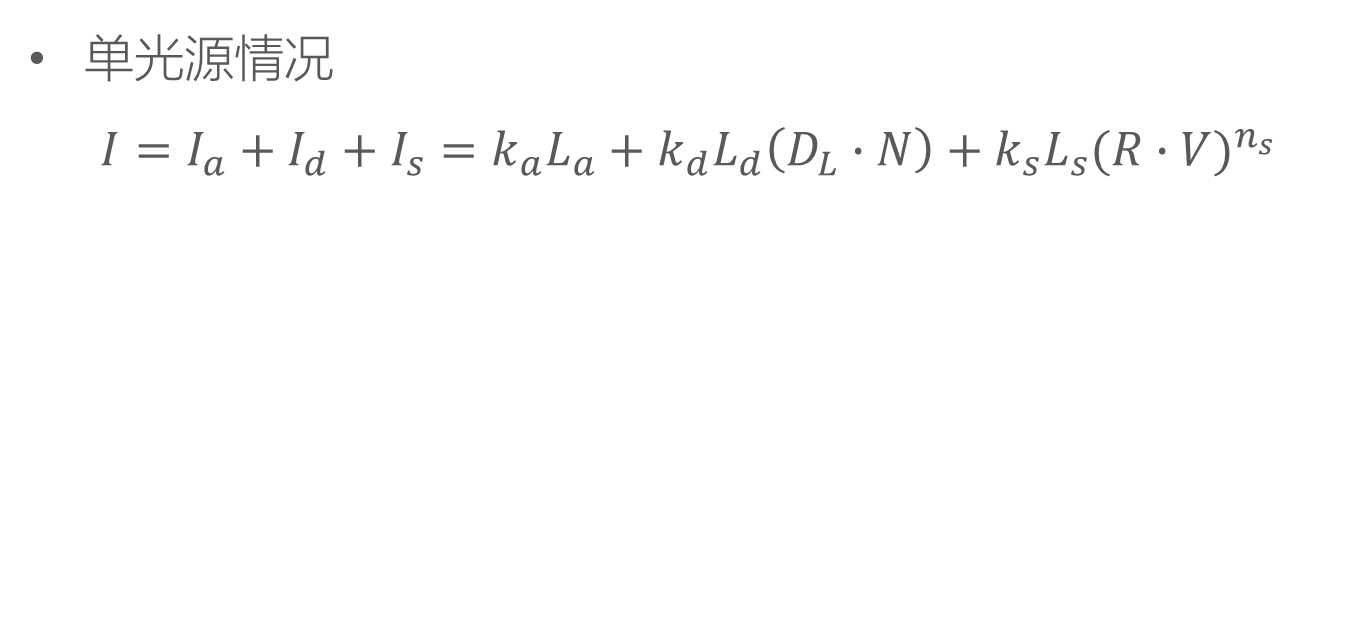 • 单光源情况
I = I_a + I_d + I_s = k_a L_a + k_d L_d (D_L · N) + k_s L_s (R · V)^{n_s}